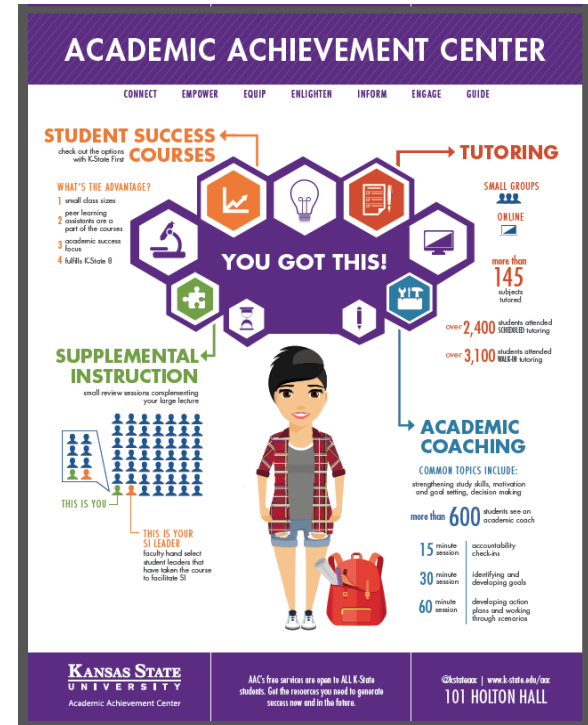 ACADEMIC ACHIEVEMENT CENTER
CONNECT EMPOWER EQUIP ENLIGHTEN INFORM ENGAGE GUIDE
STUDENT SUCCESS
check out the options
with K-State First
COURSES
WHAT'S THE ADVANTAGE?
1 small class sizes
2 peer learning
assistants are a
part of the courses
3 academic success
focus
4 fulfills K-State 8
TUTORING
SMALL GROUPS
ONLINE
more than
145
subjects
tutored
over 2,400 students attended
SCHEDULED tutoring
over 3,100 students attended
WALK-IN tutoring
YOU GOT THIS!
SUPPLEMENTAL
INSTRUCTION
small review sessions complementing
your large lecture
THIS IS YOU
THIS IS YOUR
SI LEADER
faculty hand select
student leaders that
have taken the course
to facilitate SI
ACADEMIC
COACHING
COMMON TOPICS INCLUDE:
strengthening study skills, motivation
and goal setting, decision making
more than 600 students see an
academic coach
15 minute
session
accountability
check-ins
30 minute
session
identifying and
developing goals
60 minute
session
developing action
plans and working
through scenarios
KANSAS STATE
UNIVERSITY
Academic Achievement Center
AAC's free services are open to ALL K-State
students. Get the resources you need to generate
success now and in the future.
@kstateaac | www.k-state.edu/aac
101 HOLTON HALL